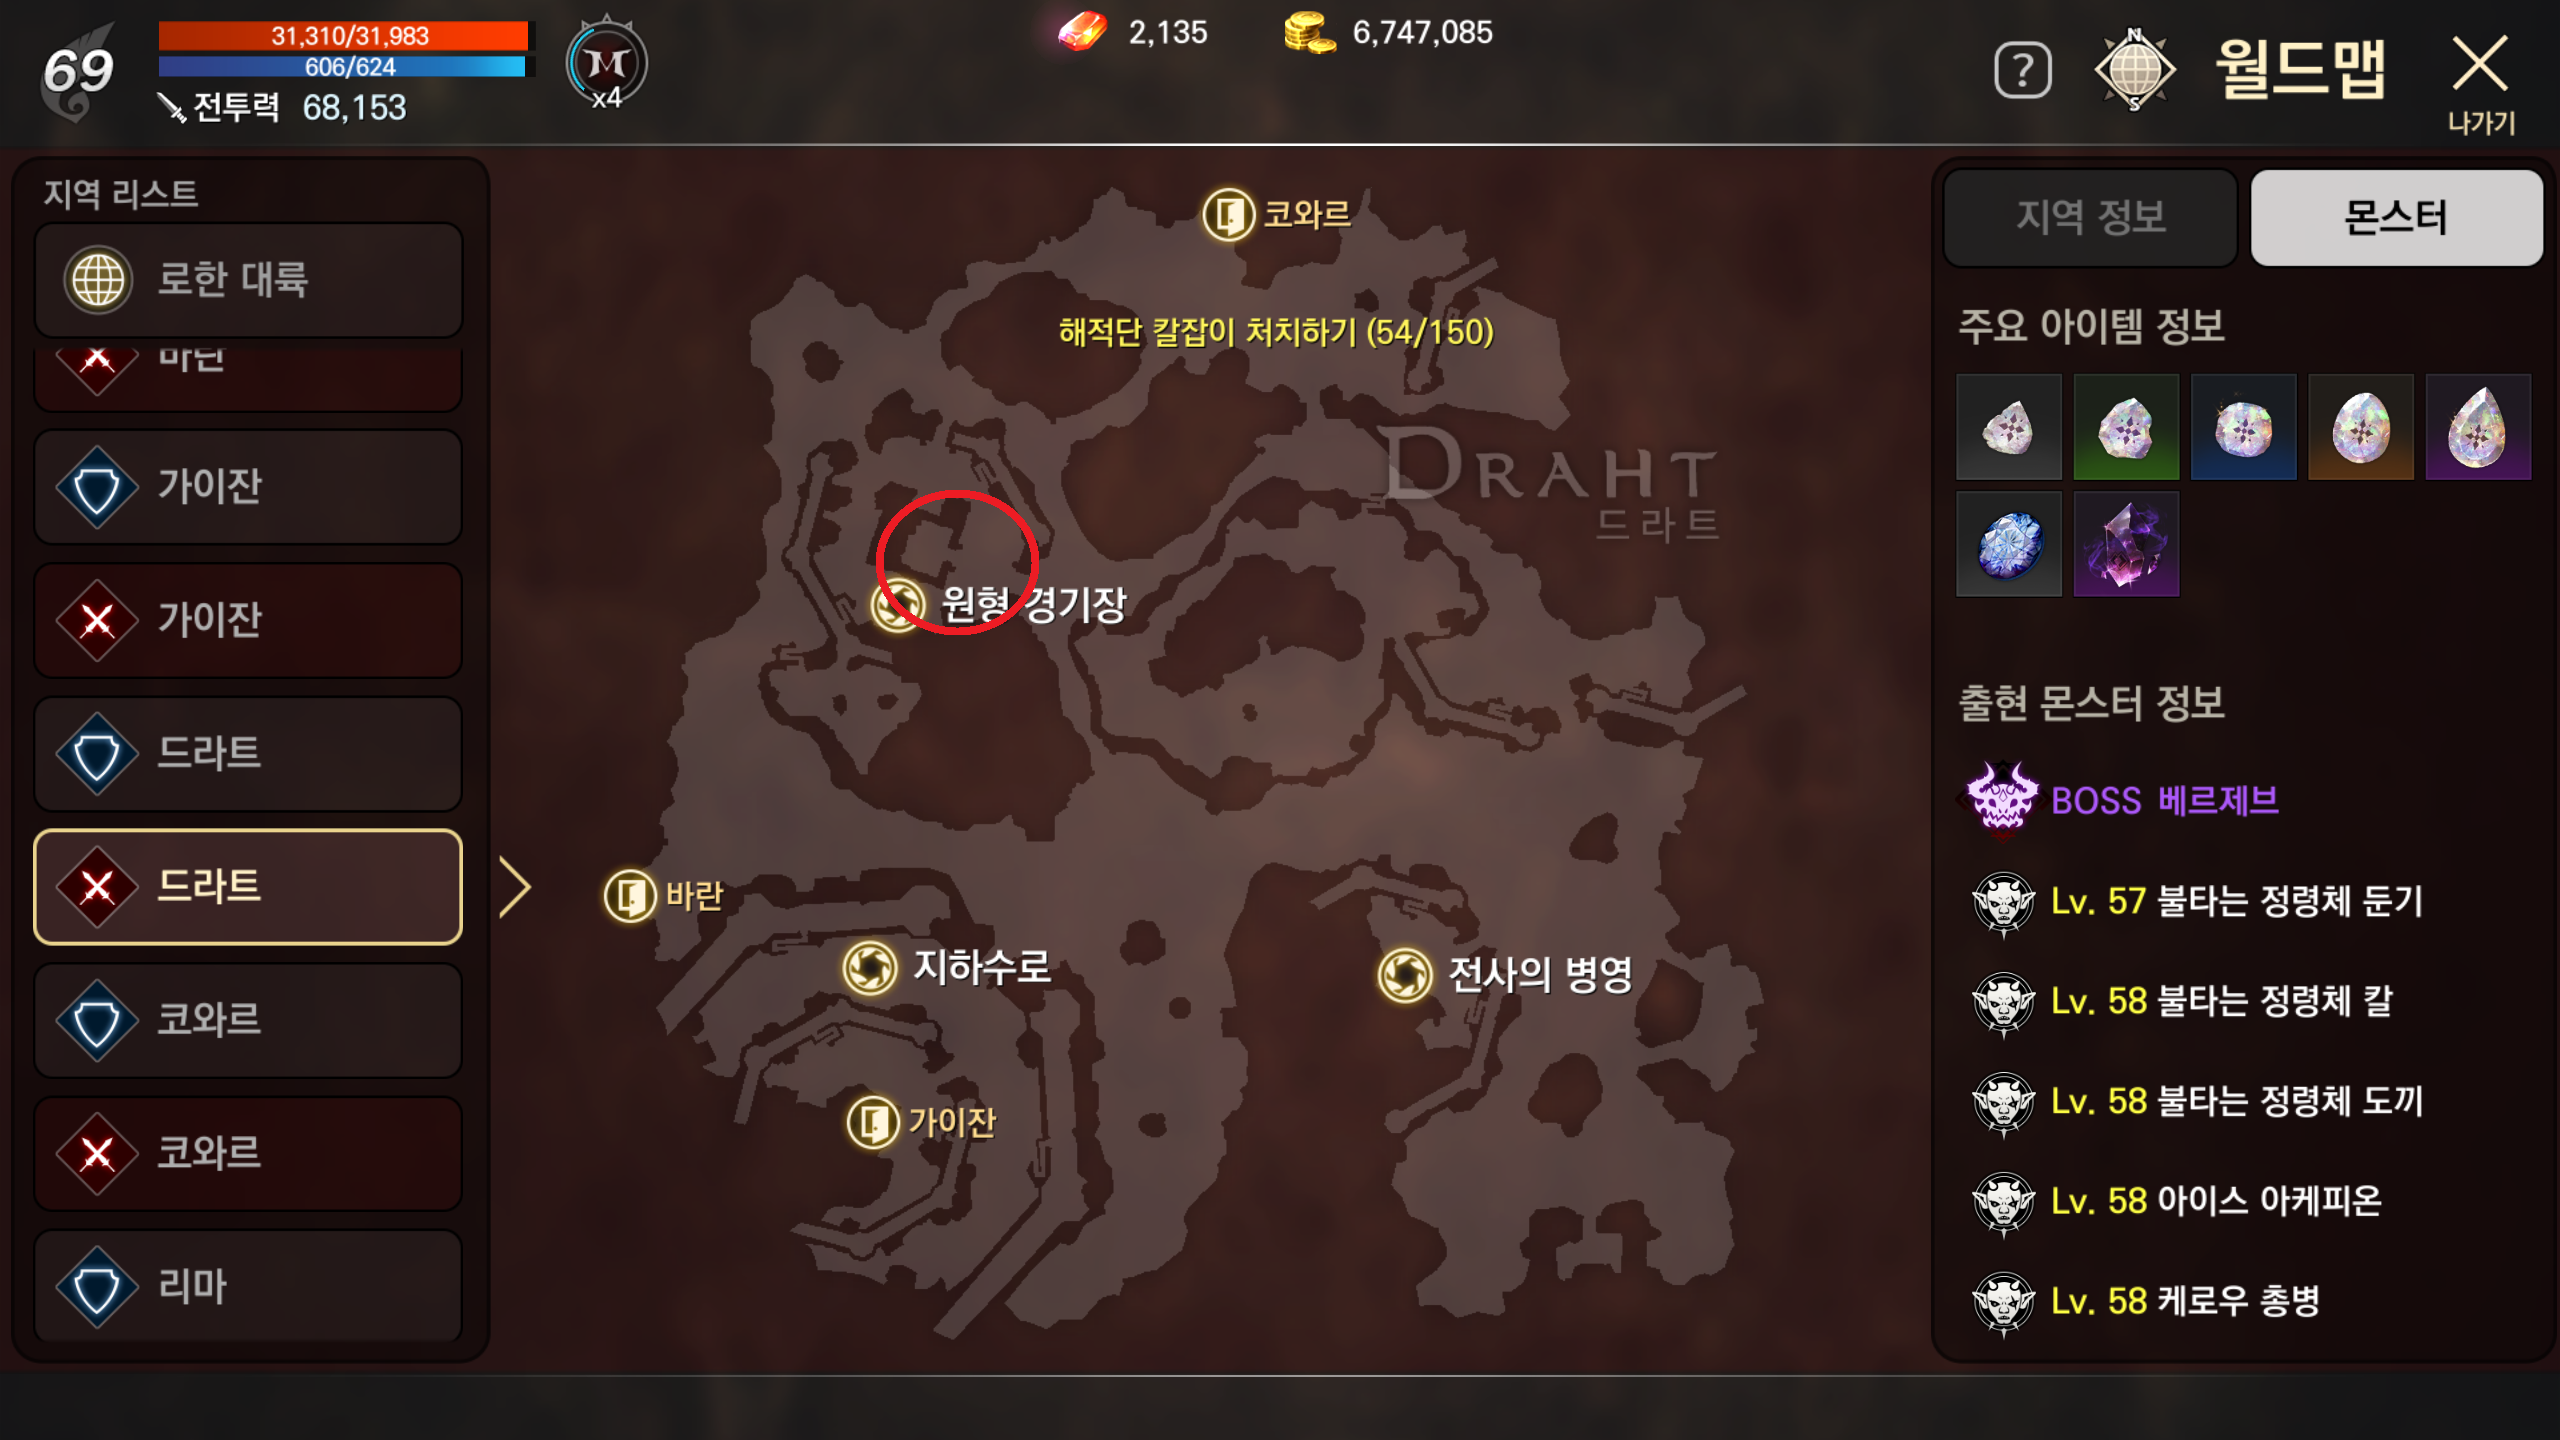 69
31,310/31,983
606/624
전투력 68,153
M
x4
2,135
6,747,085
?
N
S
월드맵
나가기
지역 리스트
로한 대륙
바란
가이잔
가이잔
드라트
드라트
코와르
코와르
리마
코와르
해적단 칼잡이 처치하기 (54/150)
DRAHT
드라트
원형 경기장
바란
지하수로
전사의 병영
가이잔
지역 정보
몬스터
주요 아이템 정보
출현 몬스터 정보
BOSS 베르제브
Lv. 57 불타는 정령체 둔기
Lv. 58 불타는 정령체 칼
Lv. 58 불타는 정령체 도끼
Lv. 58 아이스 아케피온
Lv. 58 케로우 총병